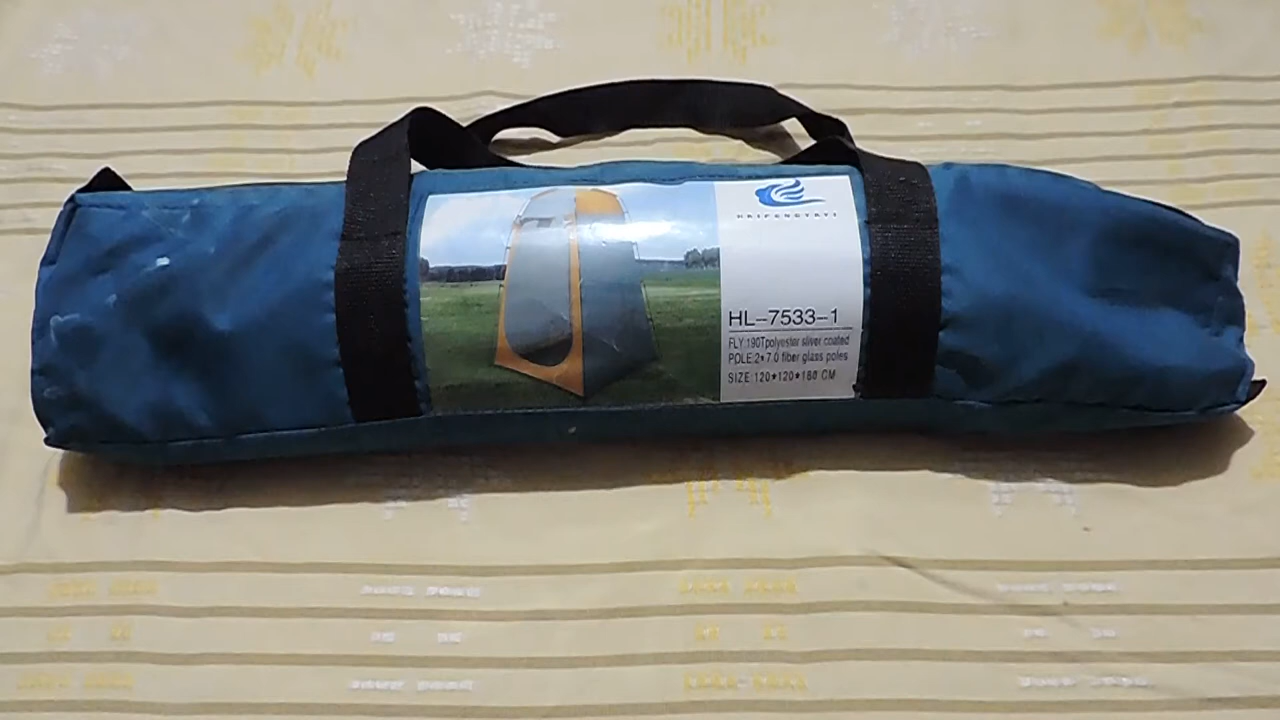 HAIFENGYAYI
HL-7533-1
FLY:190Tpolyester sliver coated
POLE:2*7.0 fiber glass poles
SIZE:120*120*180 CM